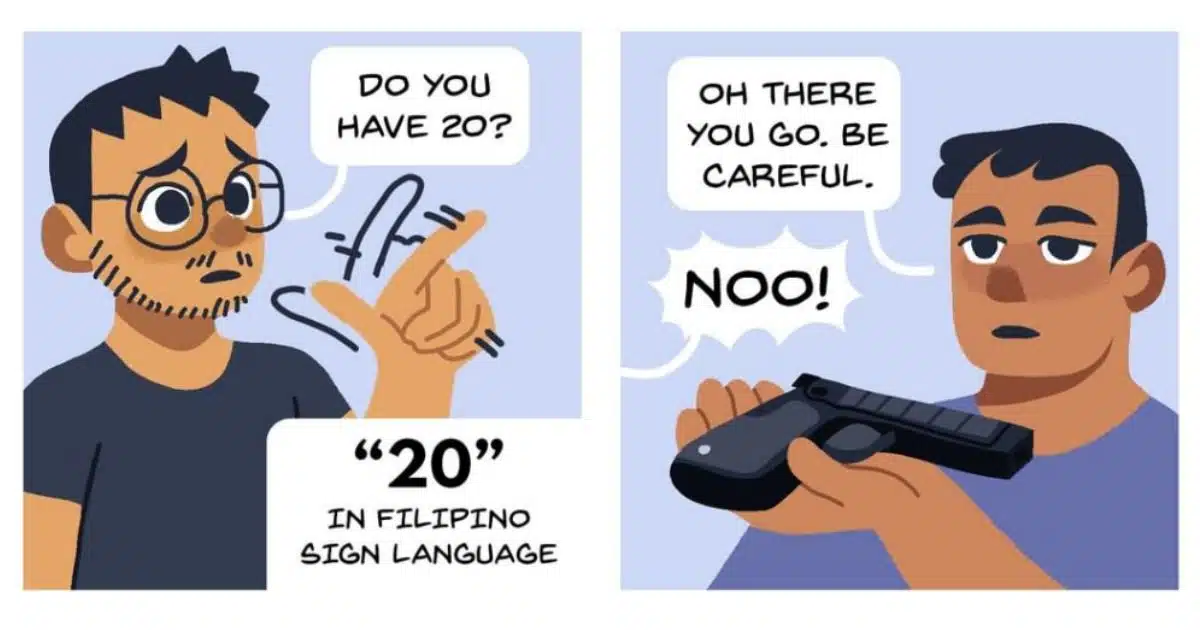 DO YOU
HAVE 20?
“20”
IN FILIPINO
SIGN LANGUAGE
OH THERE
YOU GO. BE
CAREFUL.
NOO!